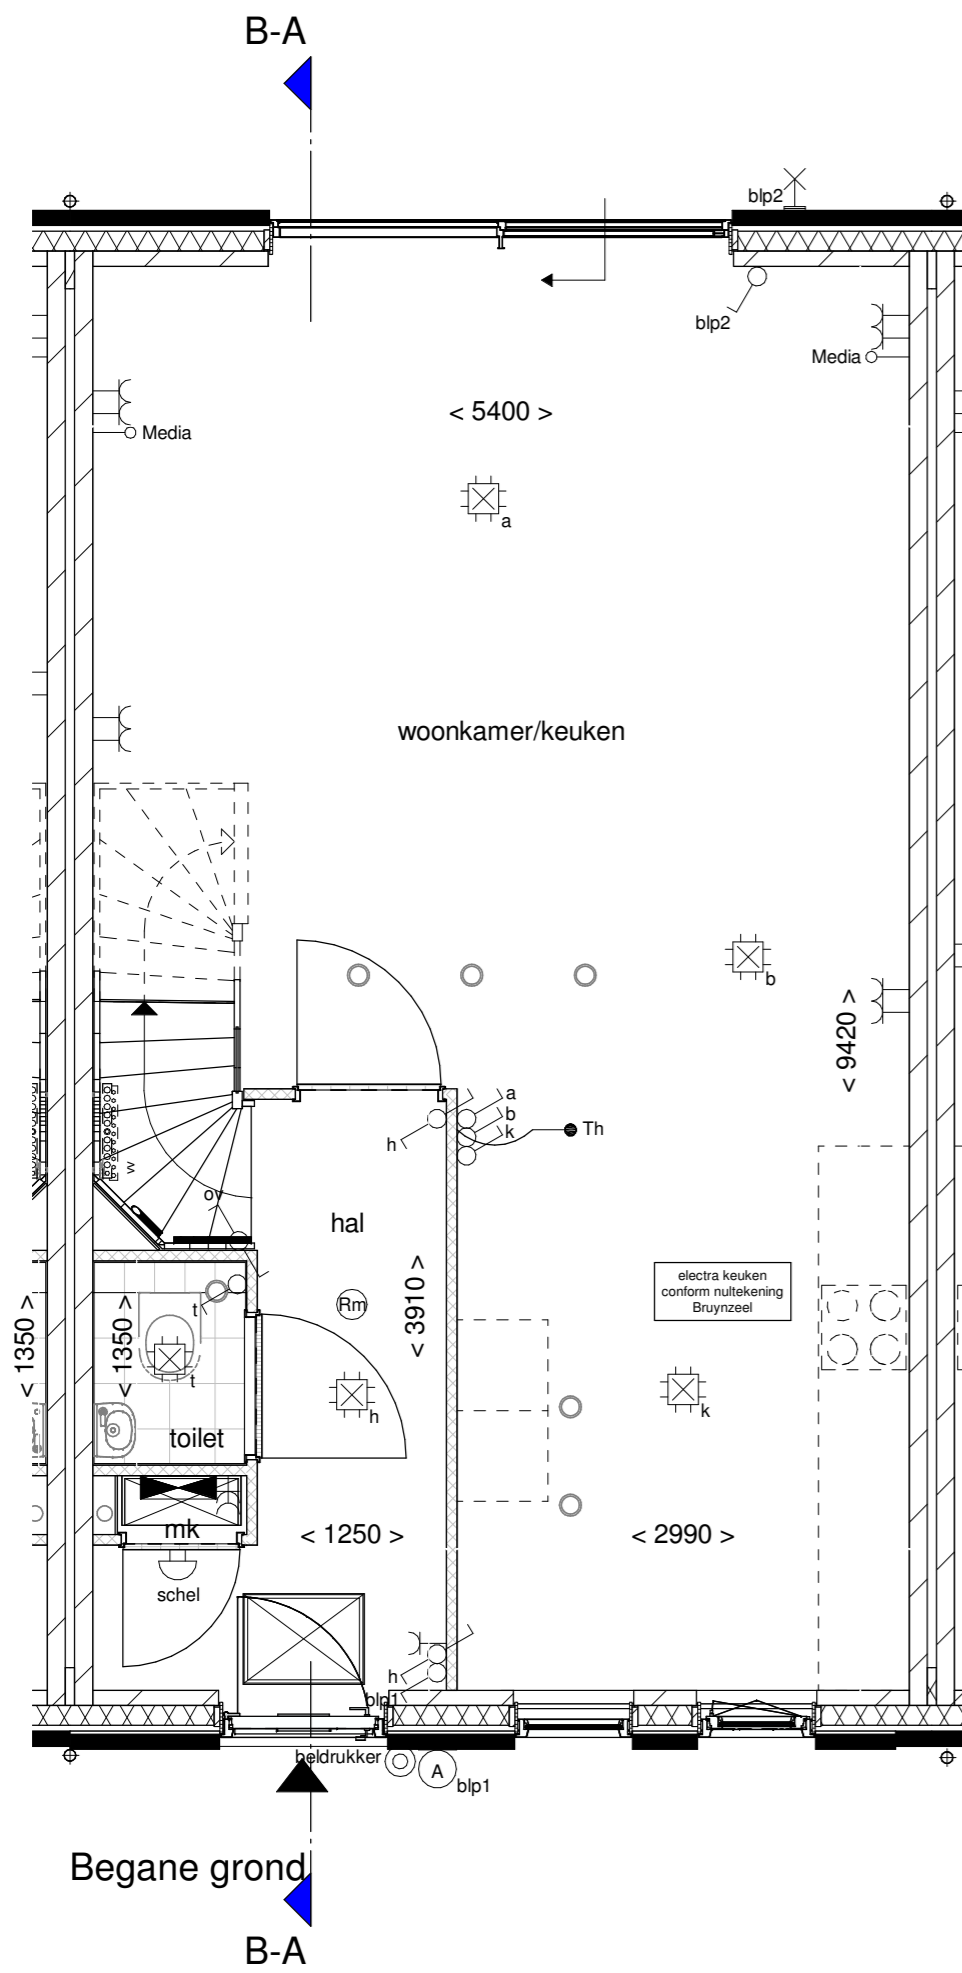 B-A
blp2
blp2
Media
Media
< 5400 >
a
woonkamer/keuken
b
< 9420 >
a
b
k
h
Th
w
ov
hal
electra keuken
conform nultekening
Bruynzeel
Rm
< 3910 >
t
< 1350 >
< 1350 >
t
h
k
toilet
mk
< 1250 >
< 2990 >
schel
h
blp1
beldrukker
A
blp1
Begane grond
B-A